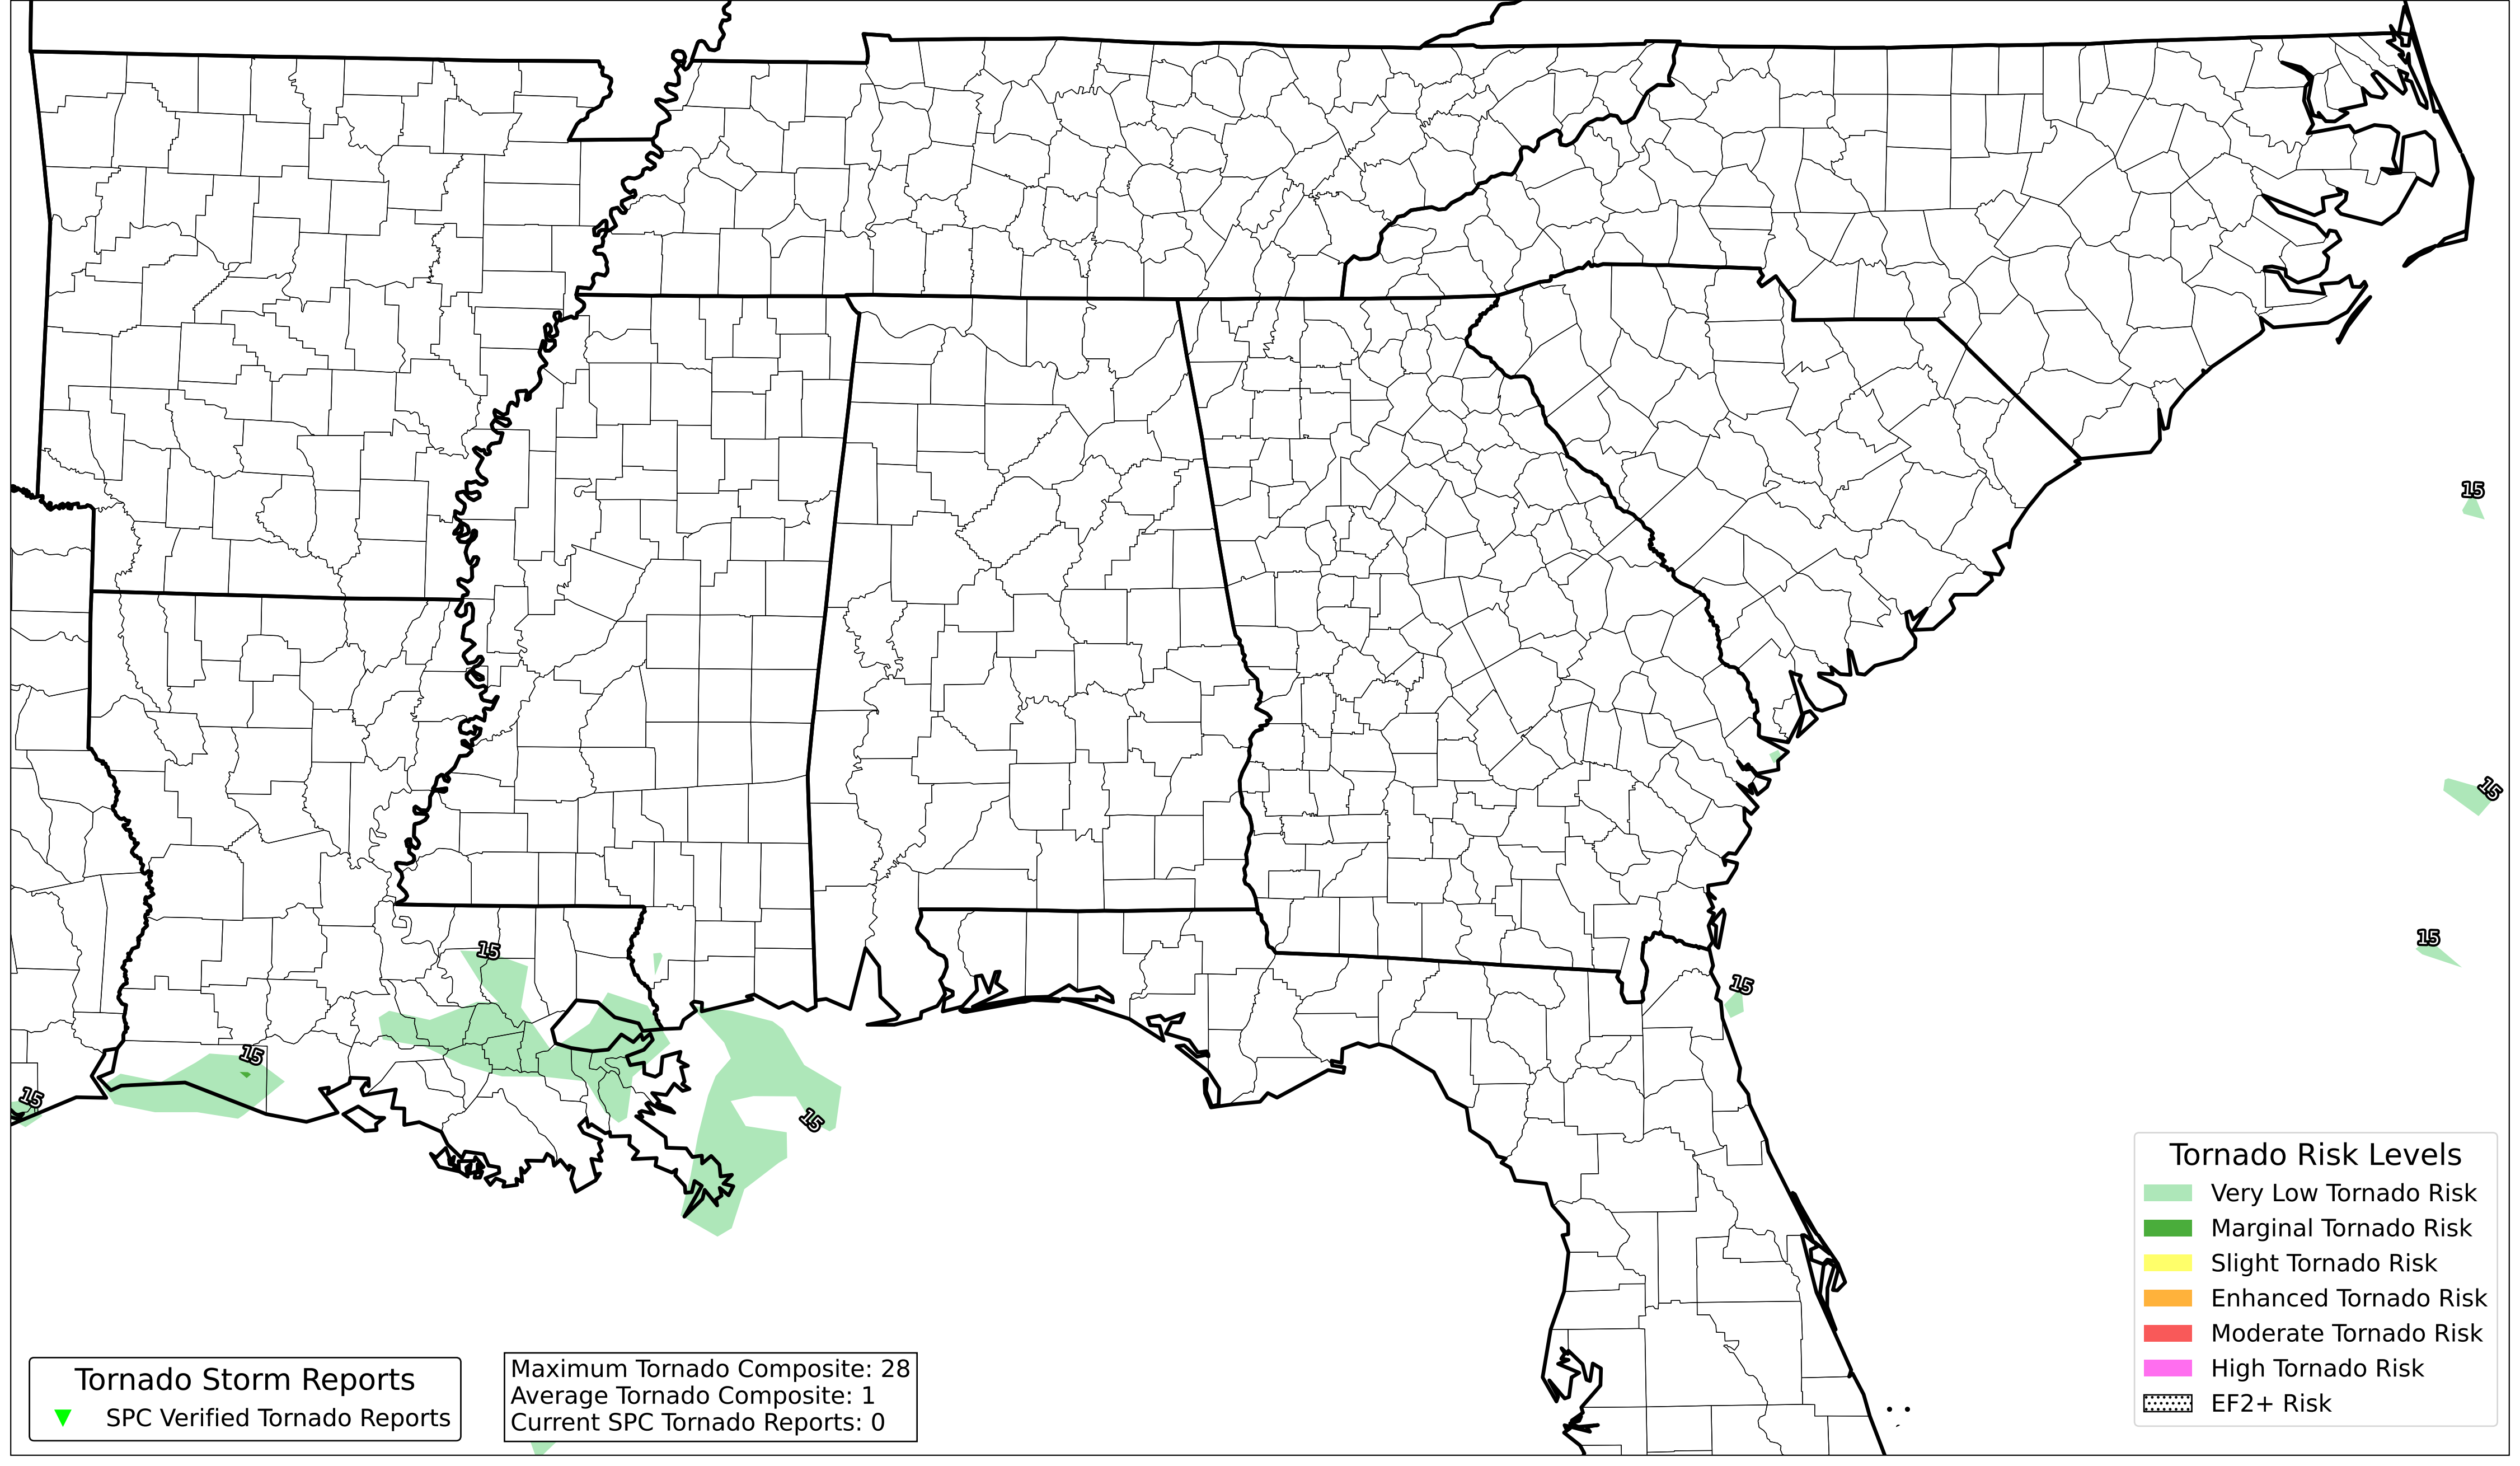 15
15
15
15
15
15
15
15
Tornado Risk Levels
Very Low Tornado Risk
Marginal Tornado Risk
Slight Tornado Risk
Enhanced Tornado Risk
Moderate Tornado Risk
High Tornado Risk
EF2+ Risk
Tornado Storm Reports
SPC Verified Tornado Reports
Maximum Tornado Composite: 28
Average Tornado Composite: 1
Current SPC Tornado Reports: 0